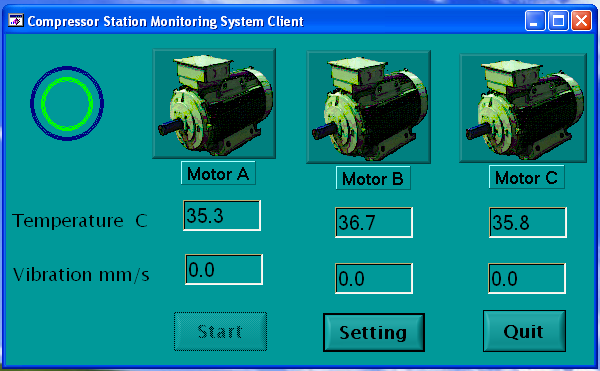 Compressor Station Monitoring System Client
Motor A
Motor B
Motor C
Temperature C
35.3
36.7
35.8
Vibration mm/s
0.0
0.0
0.0
Start
Setting
Quit